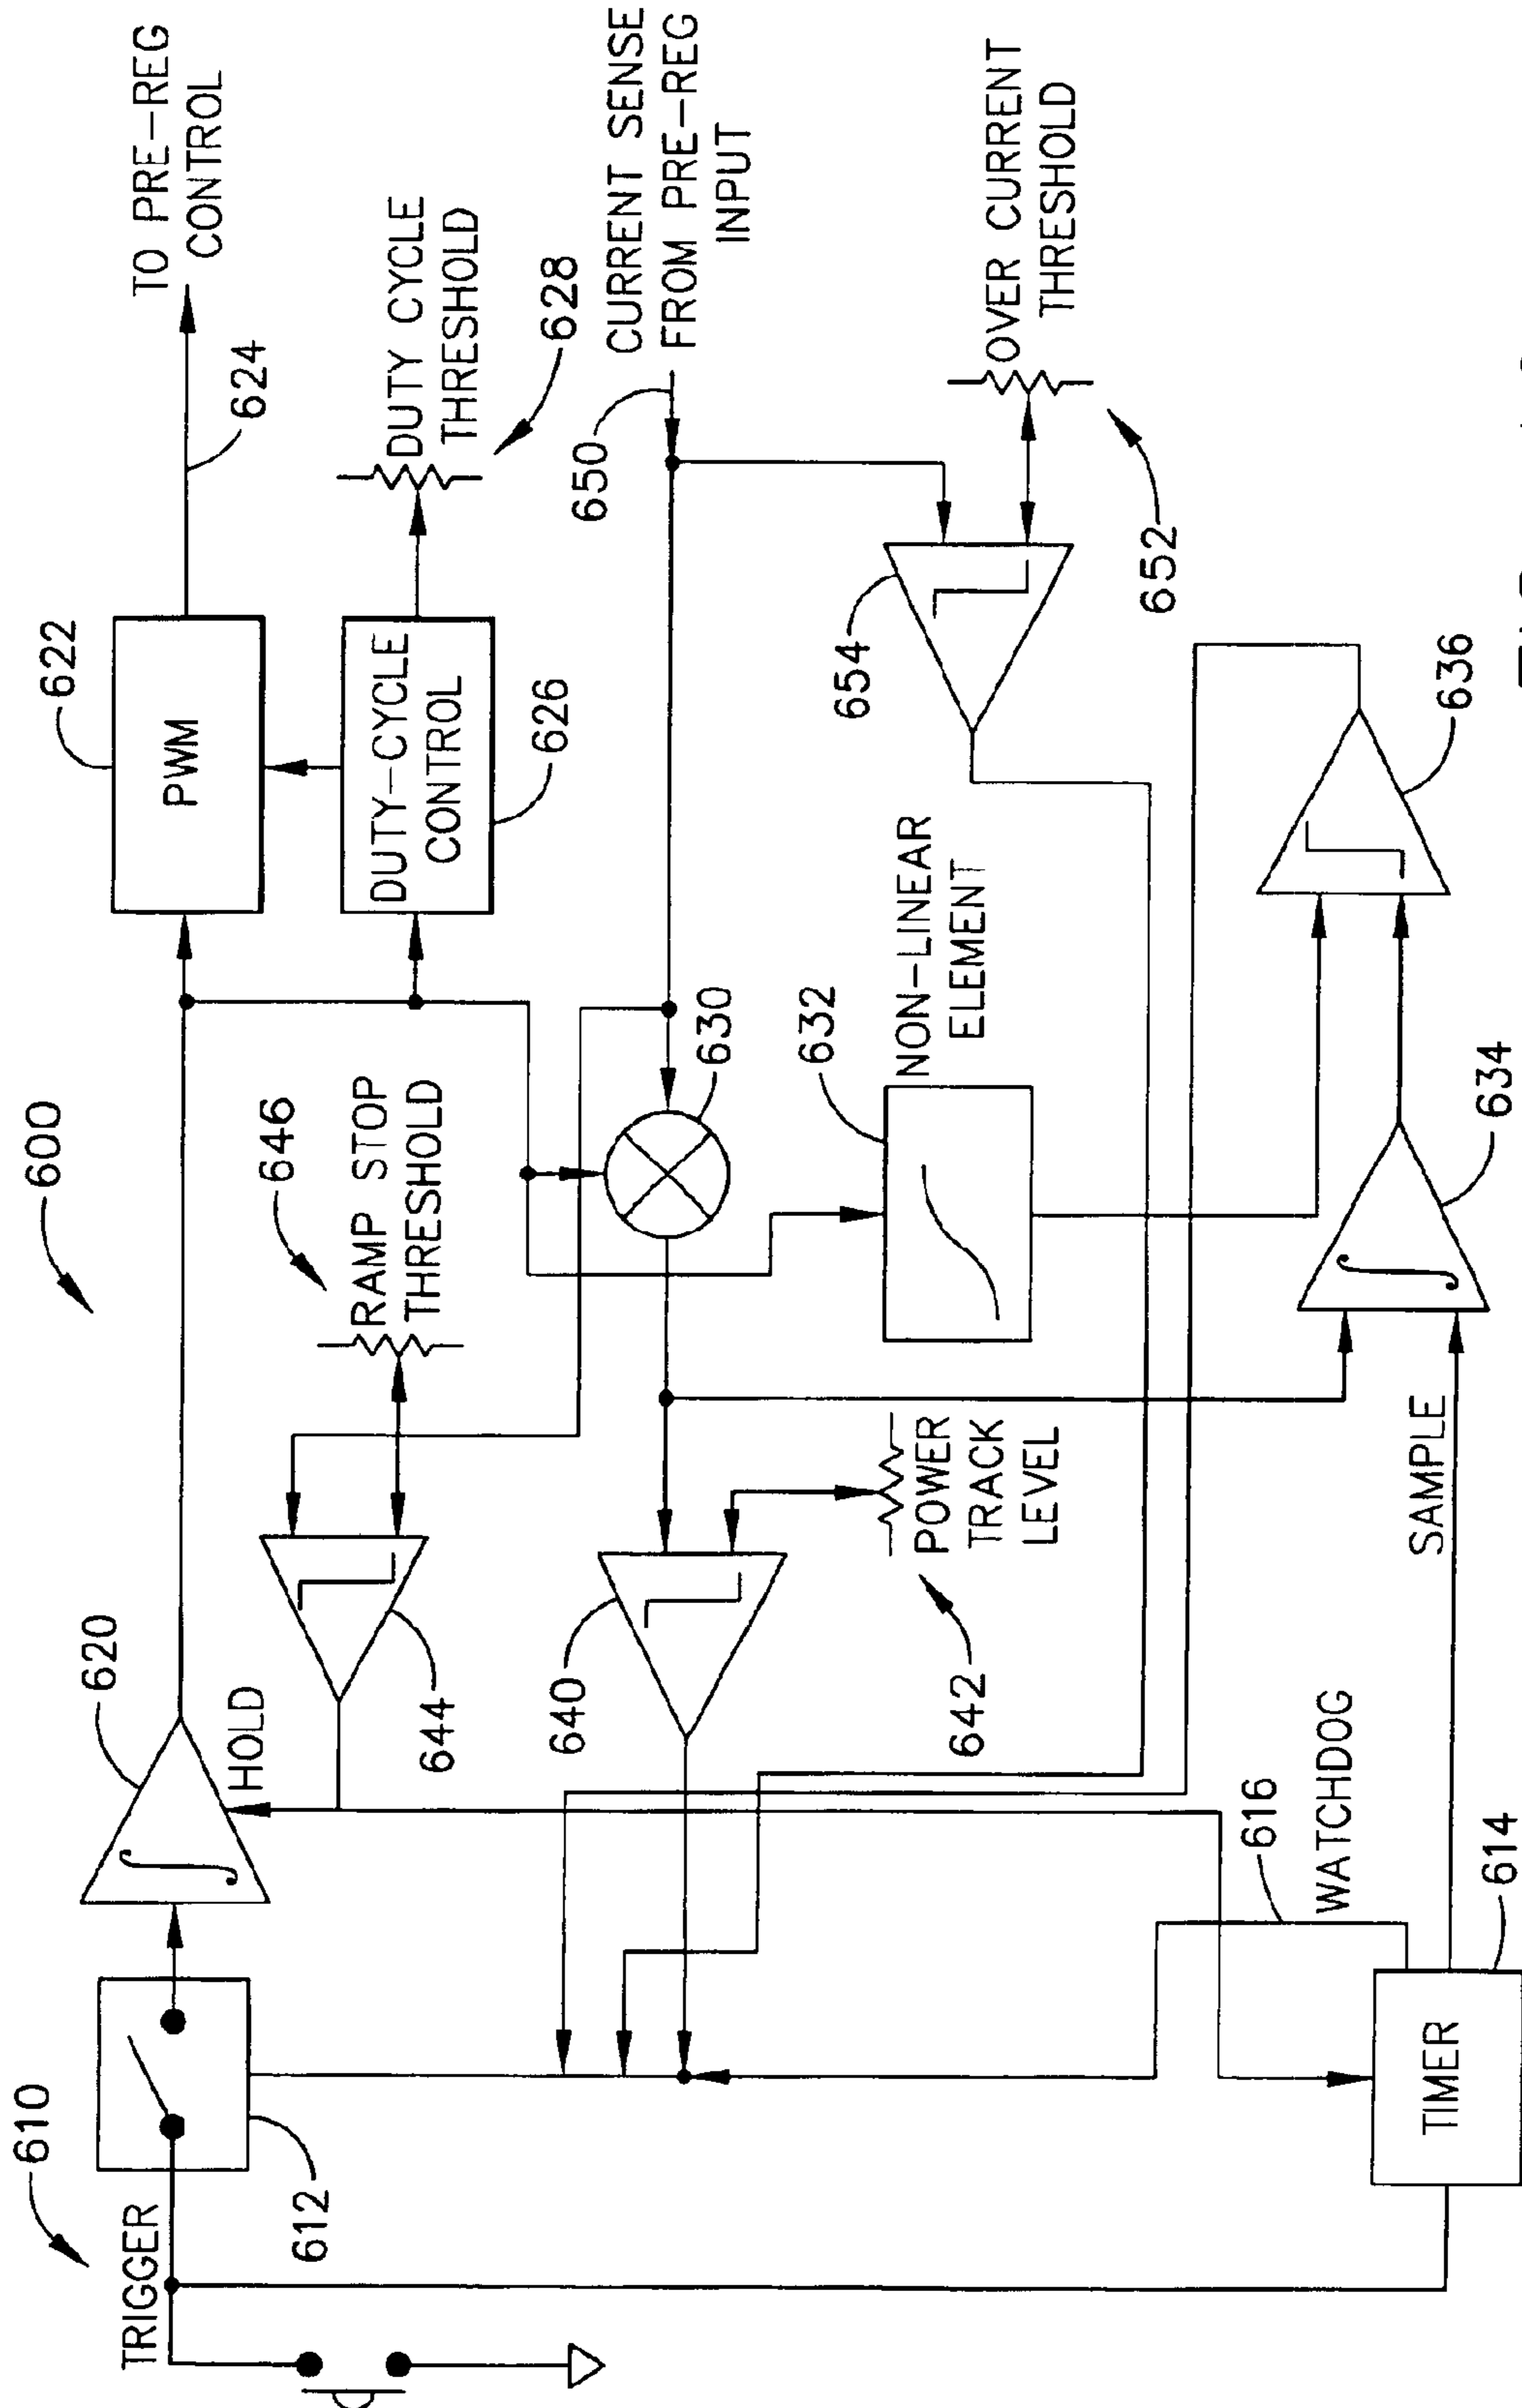 600
610
TRIGGER
612
620
HOLD
646
RAMP STOP
THRESHOLD
644
622
PWM
624
TO PRE-REG
CONTROL
DUTY-CYCLE
CONTROL
626
DUTY CYCLE
THRESHOLD
628
650
CURRENT SENSE
FROM PRE-REG
INPUT
630
640
642
POWER
TRACK
LEVEL
632
NON-LINEAR
ELEMENT
654
OVER CURRENT
THRESHOLD
652
616
WATCHDOG
TIMER
614
SAMPLE
634
636